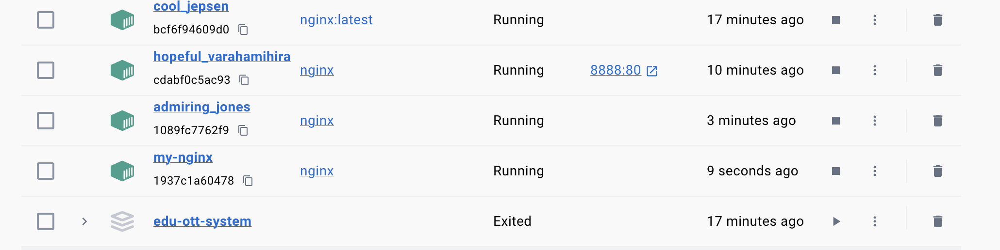 cool_jepsen
bcf6f94609d0
nginx:latest
Running
17 minutes ago
hopeful_varahamihira
cdabf0c5ac93
nginx
Running
8888:80
10 minutes ago
admiring_jones
1089fc7762f9
nginx
Running
3 minutes ago
my-nginx
1937c1a60478
nginx
Running
9 seconds ago
edu-ott-system
Exited
17 minutes ago